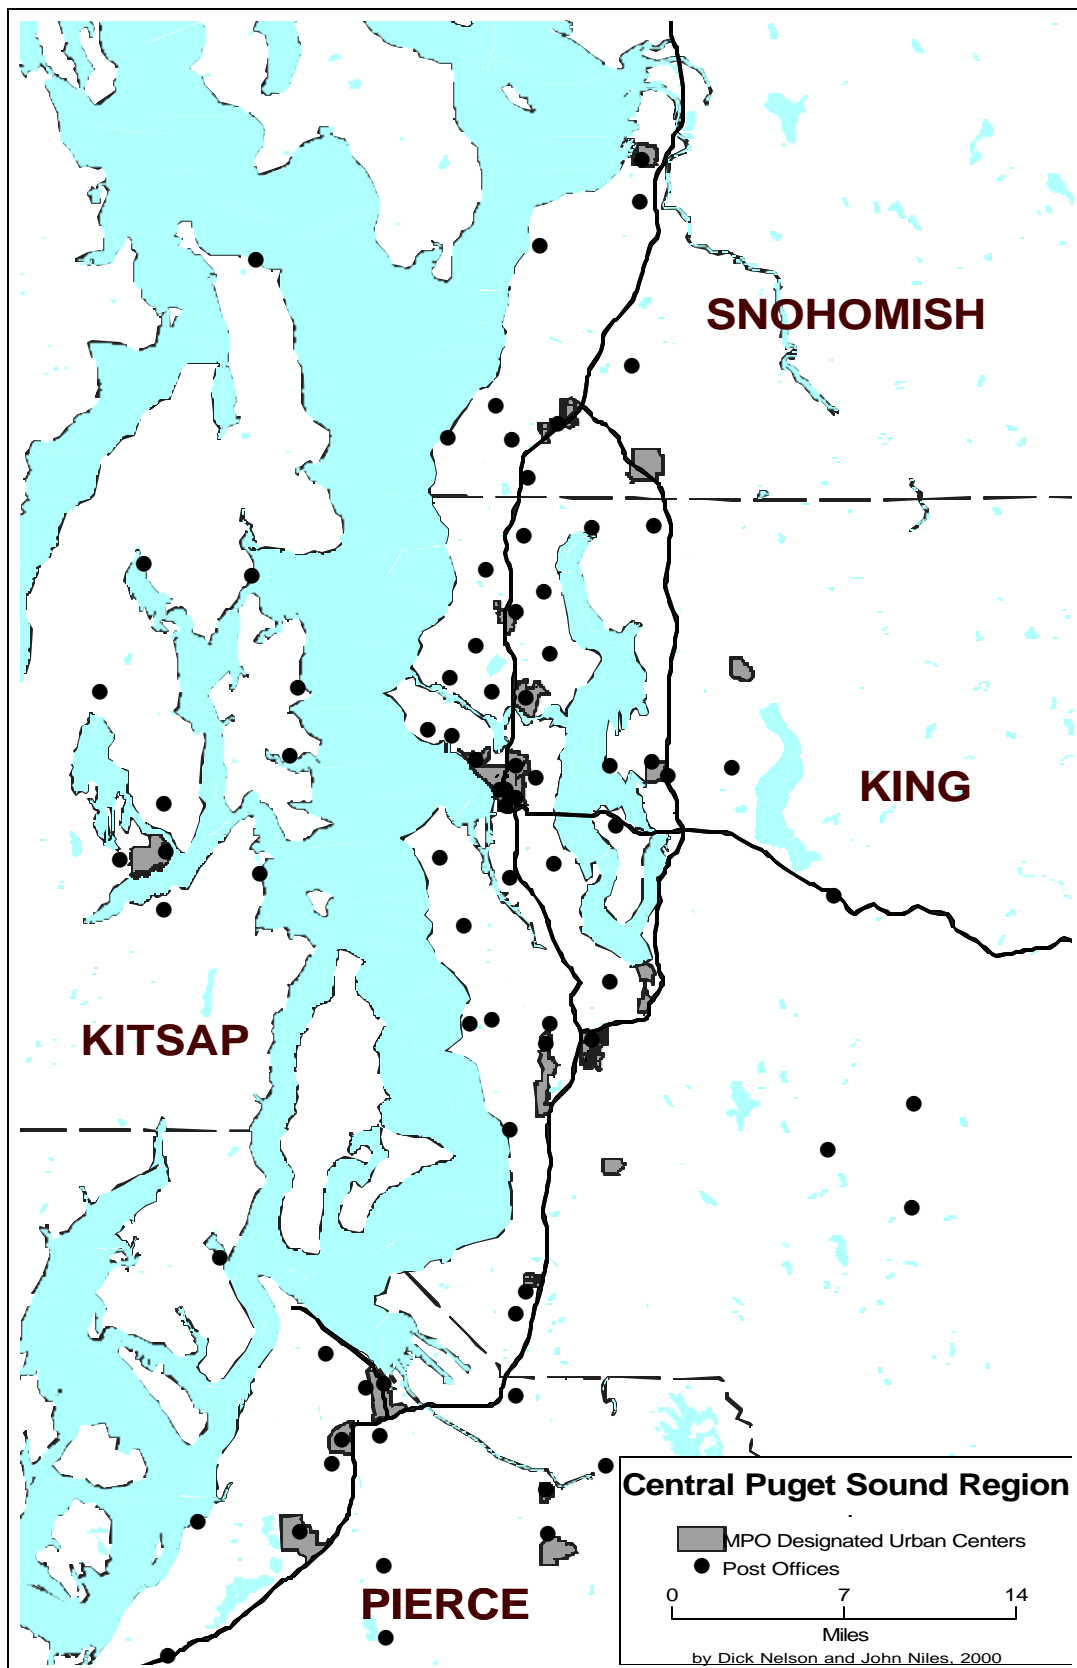 SNOHOMISH
KING
KITSAP
PIERCE
Central Puget Sound Region
.
MPO Designated Urban Centers
Post Offices
0 7 14
Miles
by Dick Nelson and John Niles, 2000